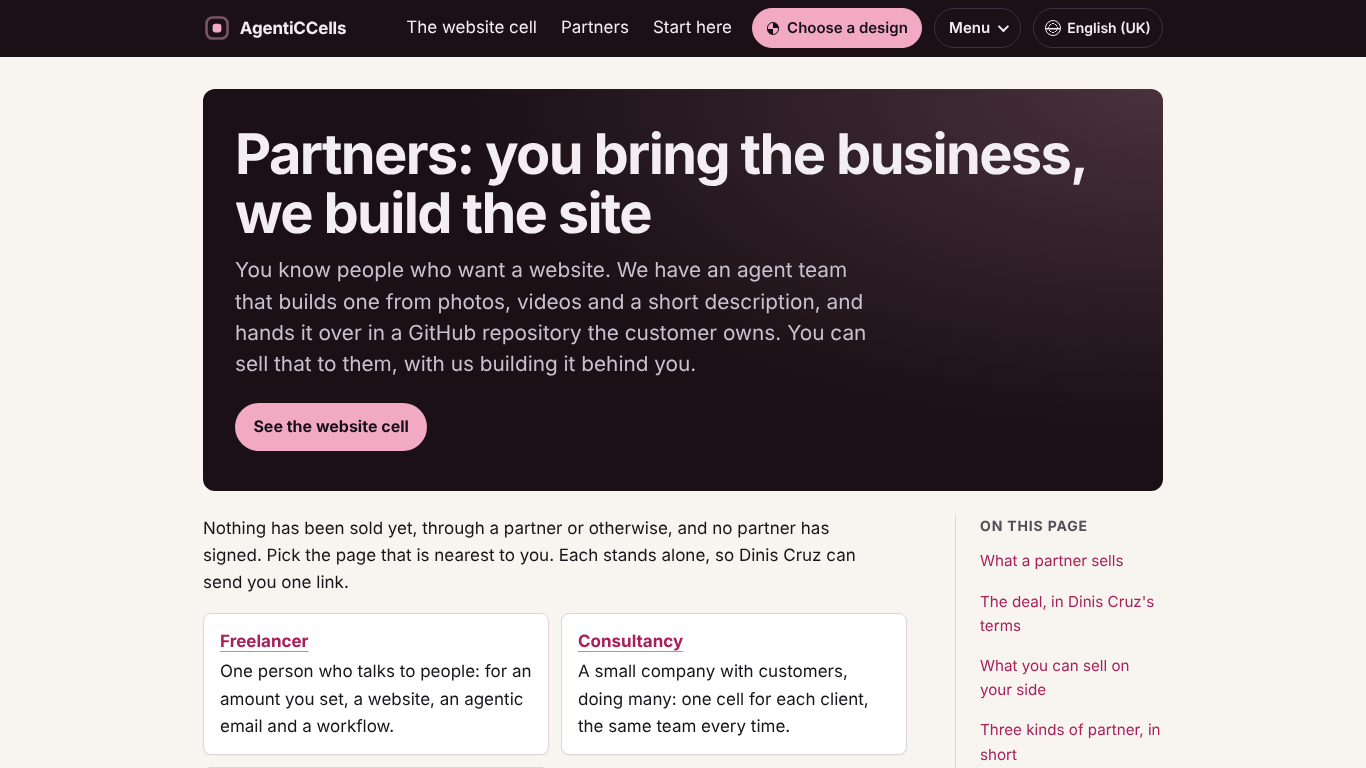 AgentiCCells
The website cell
Partners
Start here
Choose a design
Menu
English (UK)
Partners: you bring the business,
we build the site
You know people who want a website. We have an agent team
that builds one from photos, videos and a short description, and
hands it over in a GitHub repository the customer owns. You can
sell that to them, with us building it behind you.
See the website cell
Nothing has been sold yet, through a partner or otherwise, and no partner has
signed. Pick the page that is nearest to you. Each stands alone, so Dinis Cruz can
send you one link.
Freelancer
One person who talks to people: for an
amount you set, a website, an agentic
email and a workflow.
Consultancy
A small company with customers,
doing many: one cell for each client,
the same team every time.
ON THIS PAGE
What a partner sells
The deal, in Dinis Cruz's
terms
What you can sell on
your side
Three kinds of partner, in
short